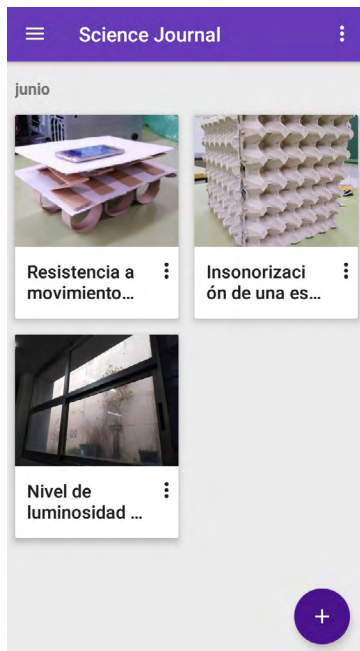 Science Journal
junio
Resistencia a
movimiento...
Insonorizaci
ón de una es...
Nivel de
luminosidad ...